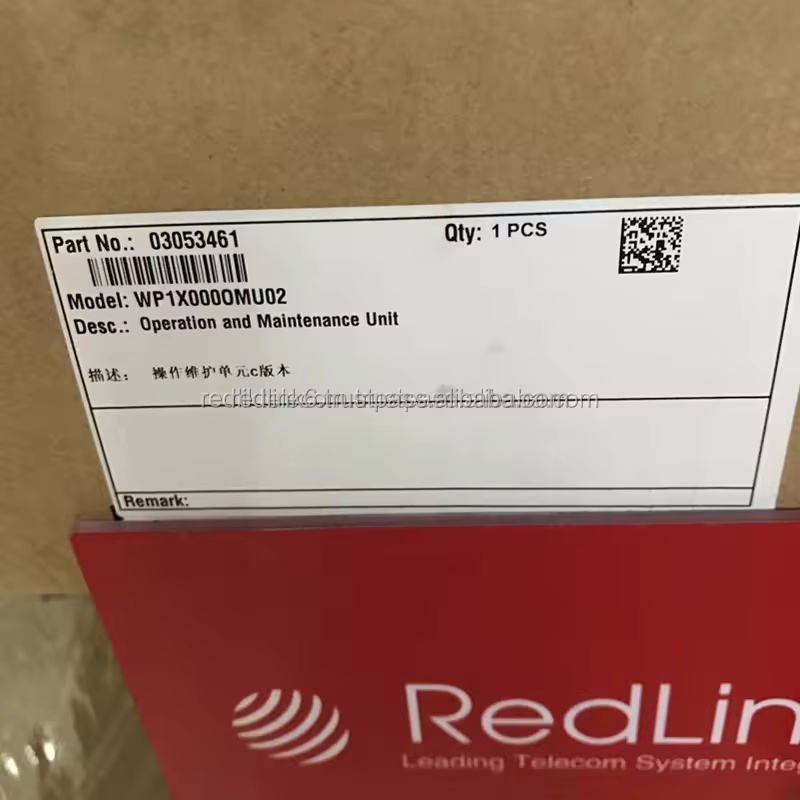 Part No.: 03053461
Qty: 1 PCS
Model: WP1X000OMU02
Desc.: Operation and Maintenance Unit
描述: 操作维护单元c版本
Remark:
RedLin
Leading Telecom System Integ